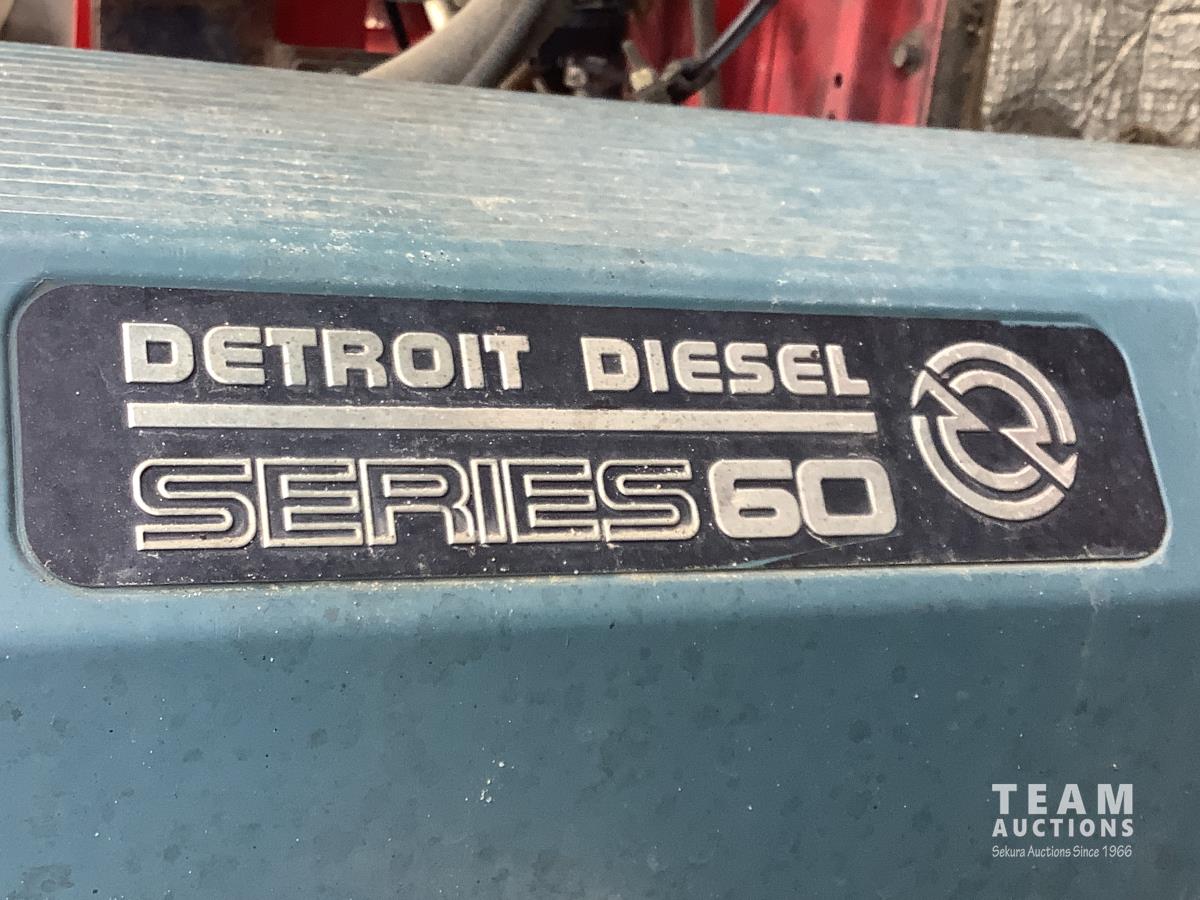 DETROIT DIESEL
SERIES 60
TEAM
AUCTIONS
Sekura Auctions Since 1966